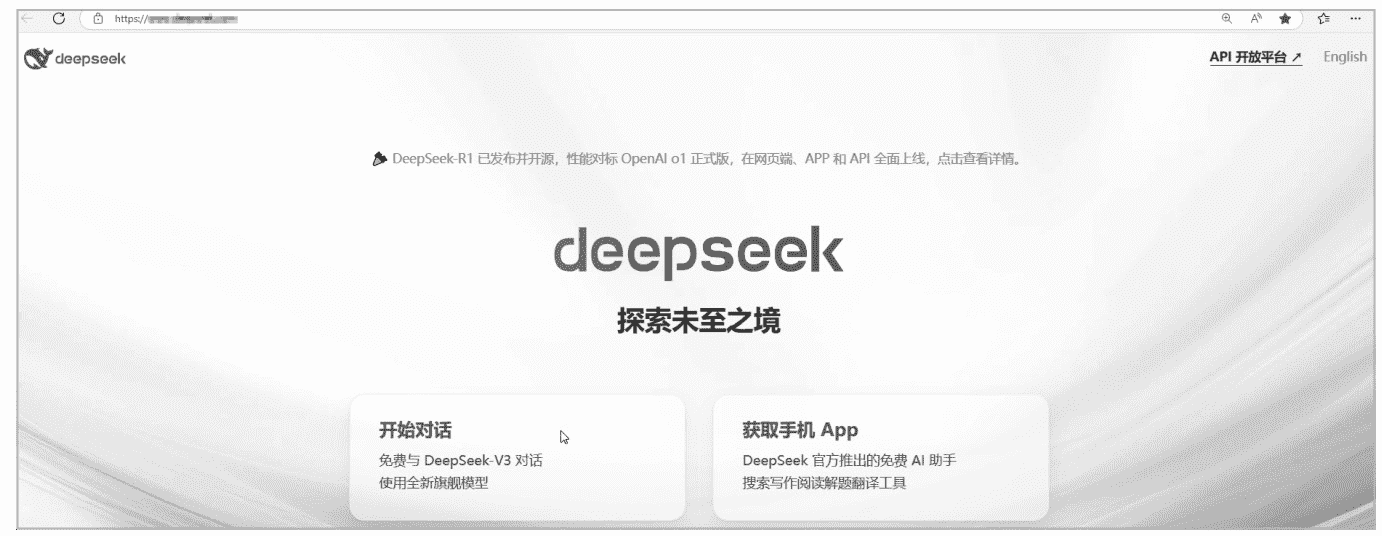 https://
deepseek
API 开放平台 ↗ English
DeepSeek-R1 已发布并开源，性能对标 OpenAI o1 正式版，在网页端、APP 和 API 全面上线，点击查看详情。
deepseek
探索未至之境
开始对话
免费与 DeepSeek-V3 对话
使用全新旗舰模型
获取手机 App
DeepSeek 官方推出的免费 AI 助手
搜索写作阅读解题翻译工具